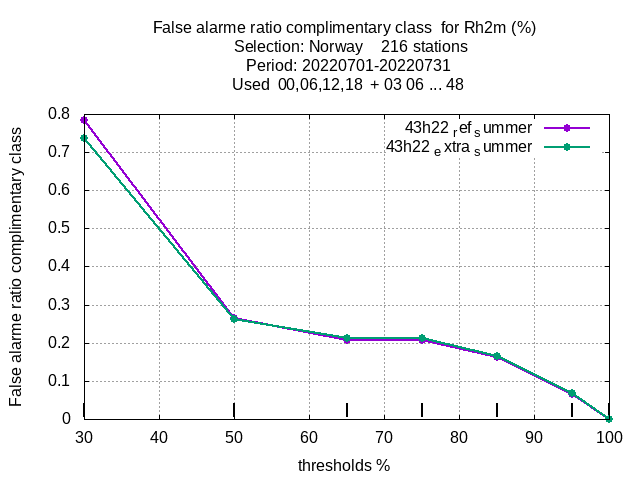 False alarme ratio complimentary class  for Rh2m (%)
Selection: Norway    216 stations
Period: 20220701-20220731
Used  00,06,12,18  + 03 06 ... 48
43h22 ref summer
43h22 extra summer
False alarme ratio complimentary class
0.8
0.7
0.6
0.5
0.4
0.3
0.2
0.1
0
30 40 50 60 70 80 90 100
thresholds %